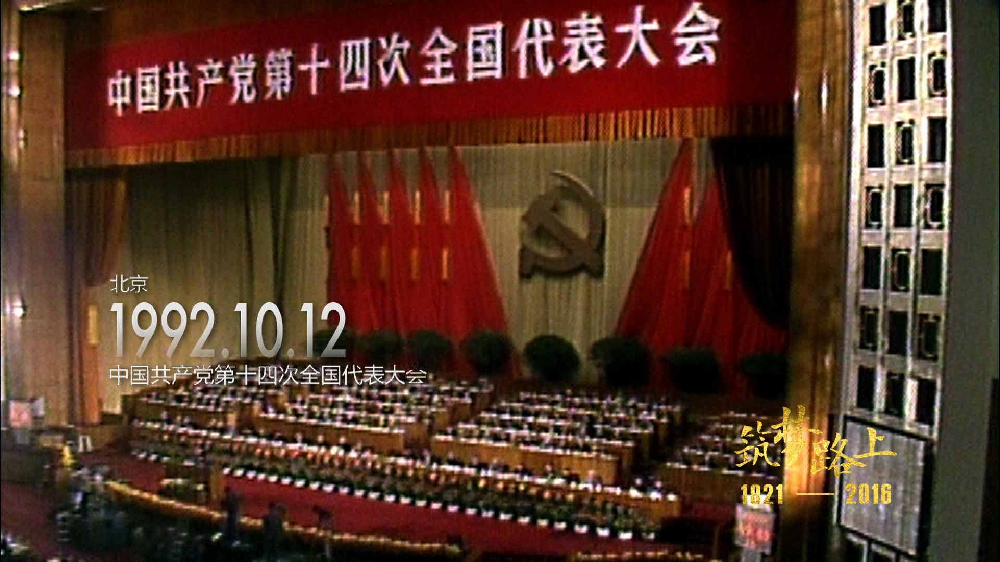 中国共产党第十四次全国代表大会
北京
1992.10.12
中国共产党第十四次全国代表大会
筑梦路上
1921 — 2016